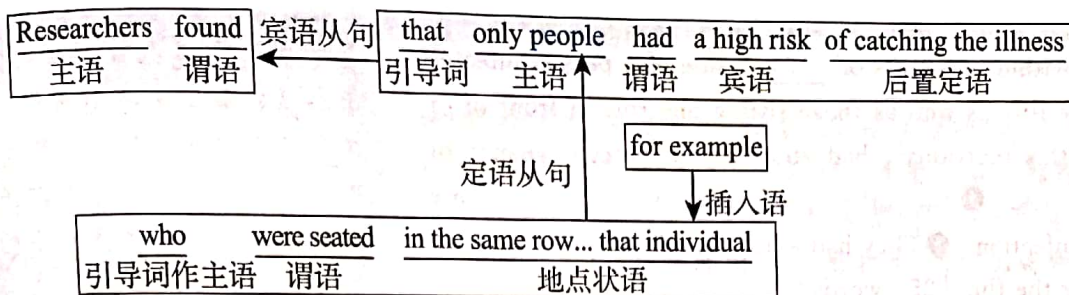 Researchers found 宾语从句 that only people had a high risk of catching the illness
主语 谓语 引导词 主语 谓语 宾语 后置定语
for example
定语从句
插入语
who were seated in the same row... that individual
引导词作主语 谓语 地点状语